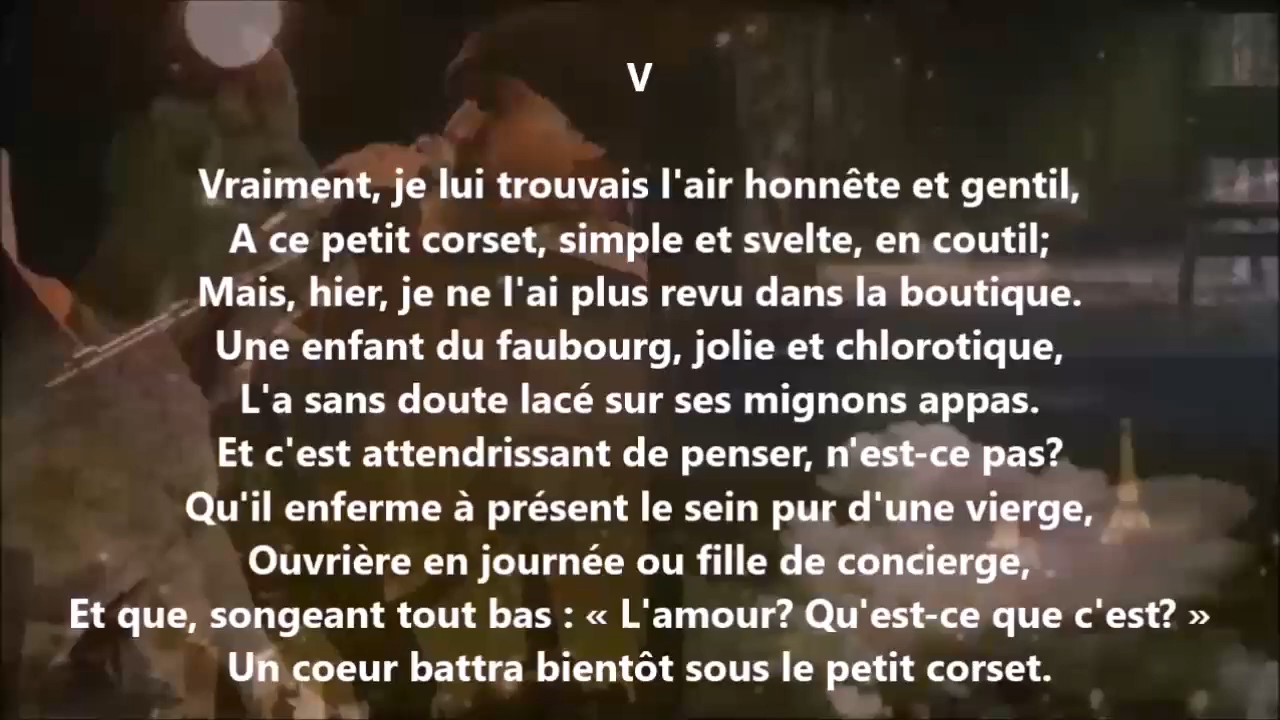 V
Vraiment, je lui trouvais l'air honnête et gentil,
A ce petit corset, simple et svelte, en coutil;
Mais, hier, je ne l'ai plus revu dans la boutique.
Une enfant du faubourg, jolie et chlorotique,
L'a sans doute lacé sur ses mignons appas.
Et c'est attendrissant de penser, n'est-ce pas?
Qu'il enferme à présent le sein pur d'une vierge,
Ouvrière en journée ou fille de concierge,
Et que, songeant tout bas : « L'amour? Qu'est-ce que c'est? »
Un coeur battra bientôt sous le petit corset.